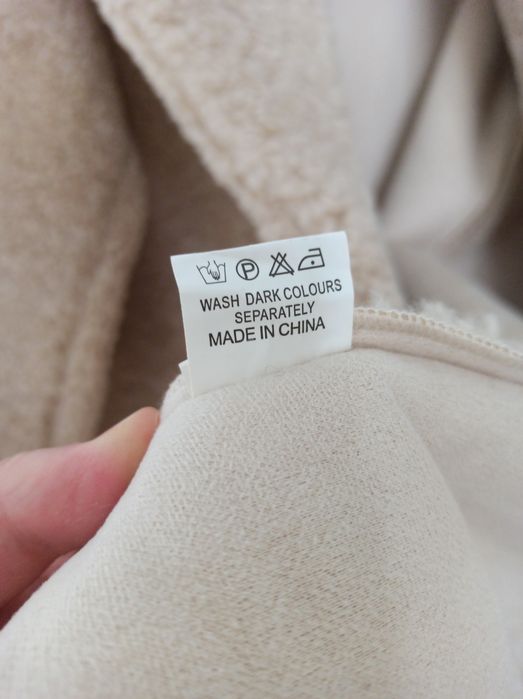 P
WASH DARK COLOURS
SEPARATELY
MADE IN CHINA